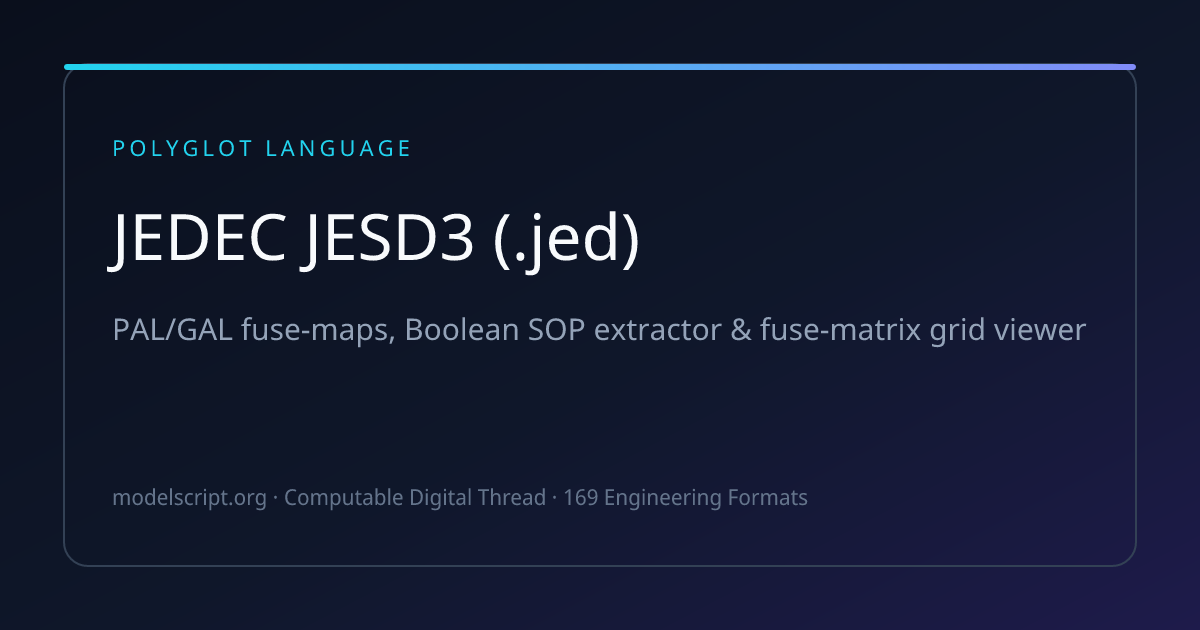 POLYGLOT LANGUAGE
JEDEC JESD3 (.jed)
PAL/GAL fuse-maps, Boolean SOP extractor & fuse-matrix grid viewer
modelscript.org · Computable Digital Thread · 169 Engineering Formats